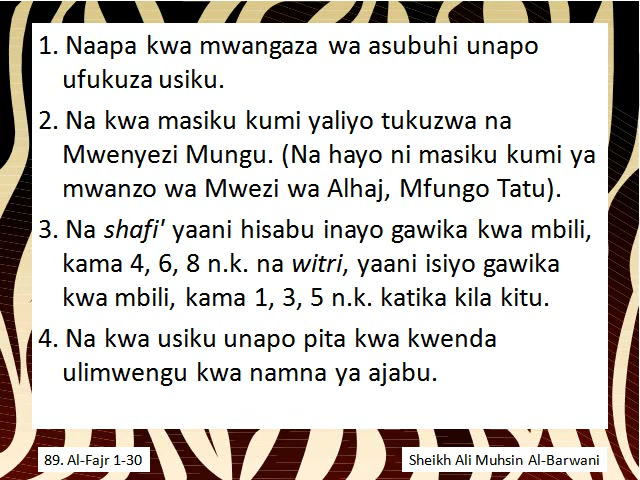 1. Naapa kwa mwangaza wa asubuhi unapo
ufukuza usiku.
2. Na kwa masiku kumi yaliyo tukuzwa na
Mwenyezi Mungu. (Na hayo ni masiku kumi ya
mwanzo wa Mwezi wa Alhaj, Mfungo Tatu).
3. Na shafi' yaani hisabu inayo gawika kwa mbili,
kama 4, 6, 8 n.k. na witri, yaani isiyo gawika
kwa mbili, kama 1, 3, 5 n.k. katika kila kitu.
4. Na kwa usiku unapo pita kwa kwenda
ulimwengu kwa namna ya ajabu.
89. Al-Fajr 1-30
Sheikh Ali Muhsin Al-Barwani